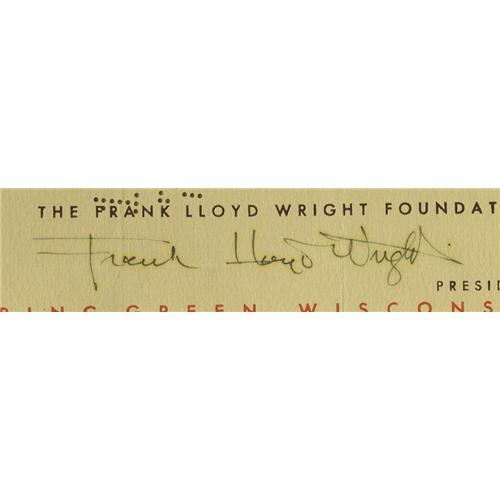 THE FRANK LLOYD WRIGHT FOUNDAT
Frank Lloyd Wright
PRESID
RING GREEN, WISCONS